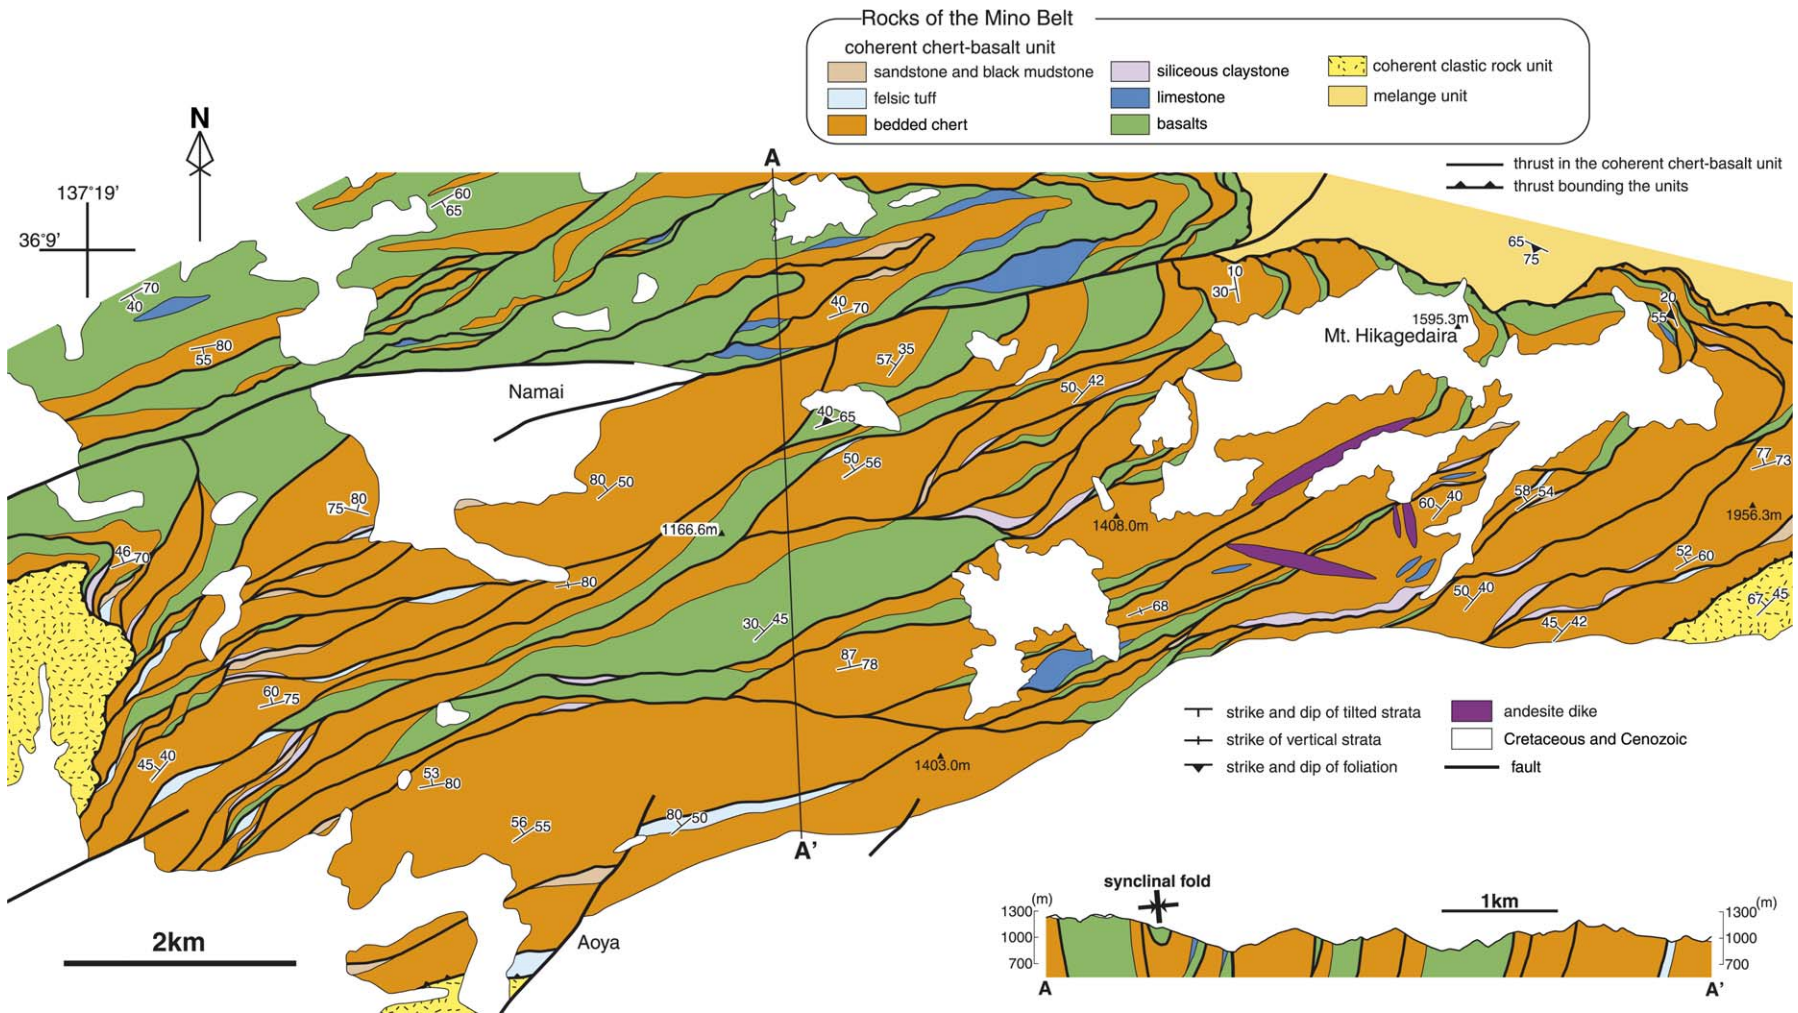 Rocks of the Mino Belt
coherent chert-basalt unit
sandstone and black mudstone
siliceous claystone
coherent clastic rock unit
felsic tuff
limestone
melange unit
bedded chert
basalts
thrust in the coherent chert-basalt unit
thrust bounding the units
N
A
137°19'
36°9'
60
65
70
40
80
55
65
75
10
30
20
55
40
70
1595.3m
Mt. Hikagedaira
57 35
Namai
50 42
40 65
50 56
80 50
80
75
58 54
60 40
77
73
1166.6m
1408.0m
1956.3m
46
70
80
52 60
50 40
67 45
68
30 45
45 42
87
78
60
75
45 40
53
80
1403.0m
56
55
80 50
A'
strike and dip of tilted strata
andesite dike
strike of vertical strata
Cretaceous and Cenozoic
strike and dip of foliation
fault
2km
Aoya
synclinal fold
1km
1300 (m)
1000
700
1300 (m)
1000
700
A
A'